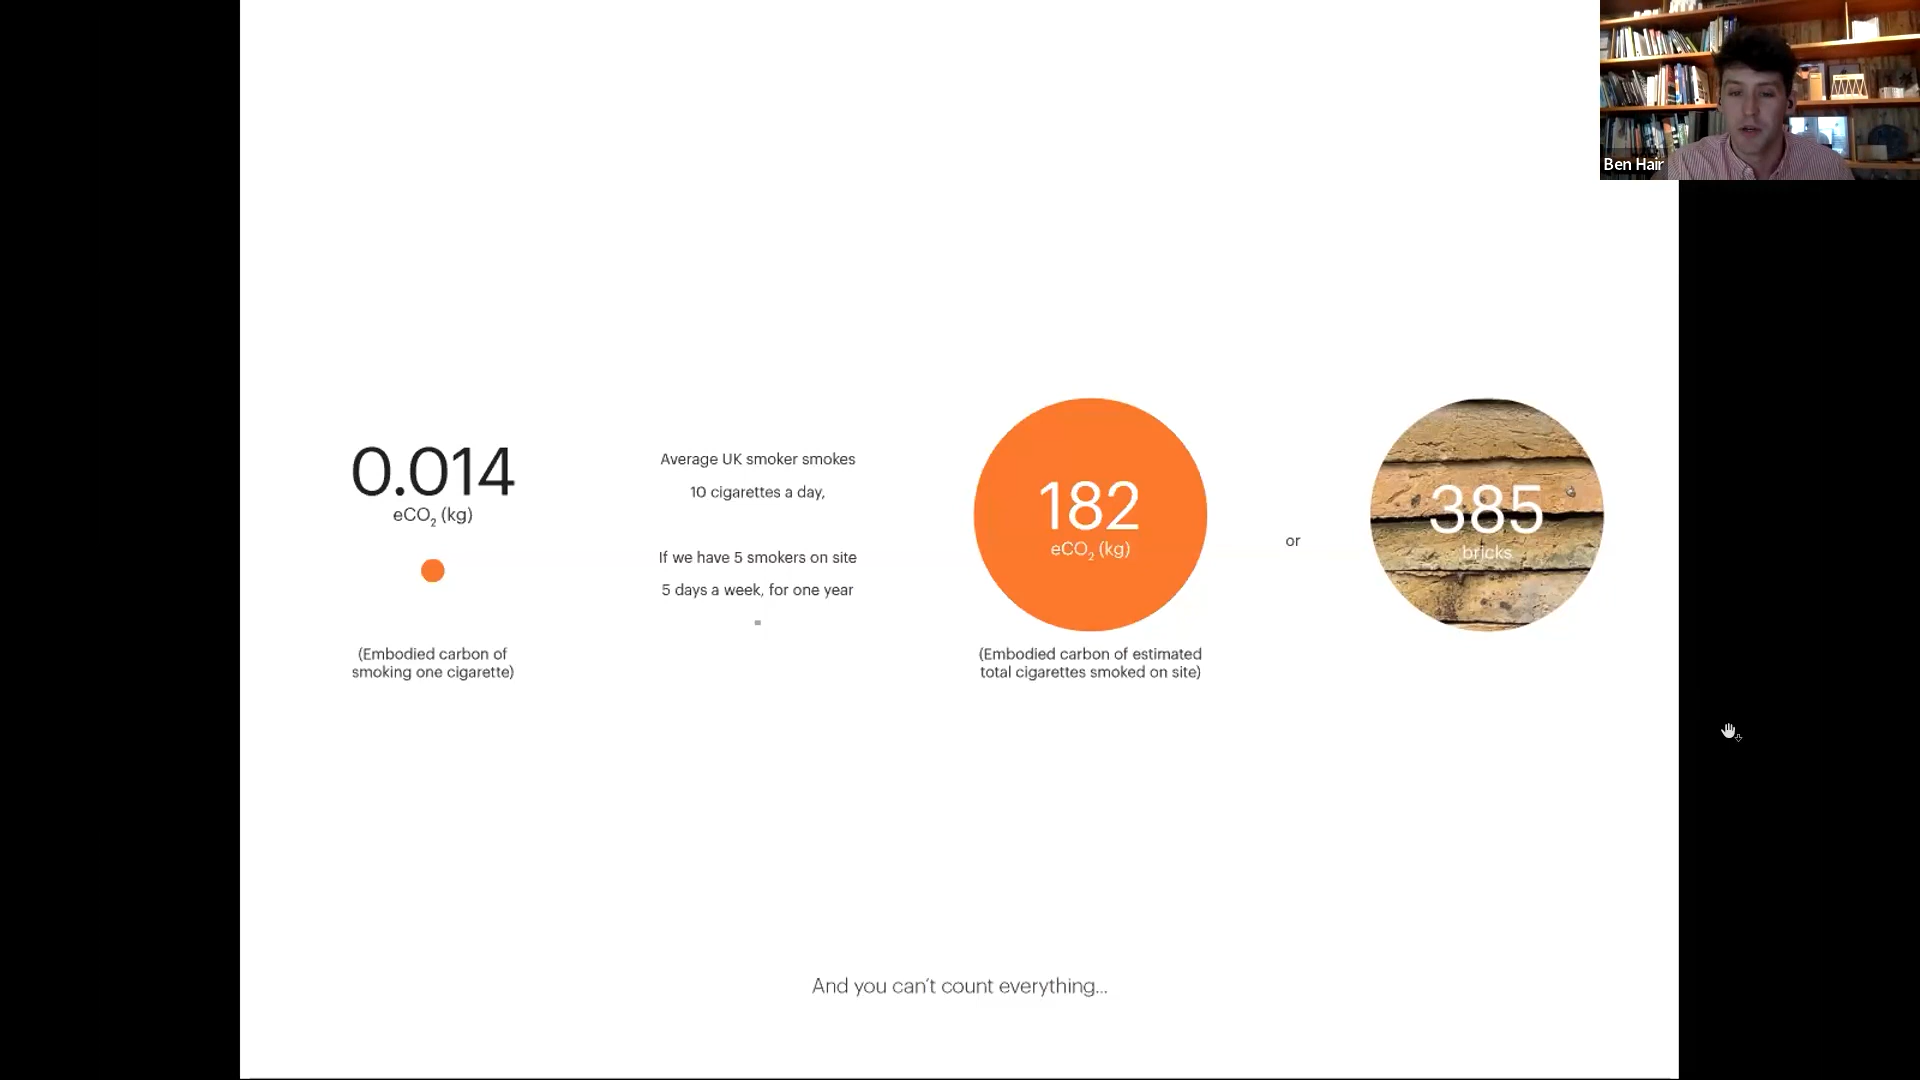 Ben Hair
0.014
eCO₂ (kg)
(Embodied carbon of
smoking one cigarette)
Average UK smoker smokes
10 cigarettes a day,
If we have 5 smokers on site
5 days a week, for one year
=
182
eCO₂ (kg)
(Embodied carbon of estimated
total cigarettes smoked on site)
or
385
bricks
And you can't count everything...